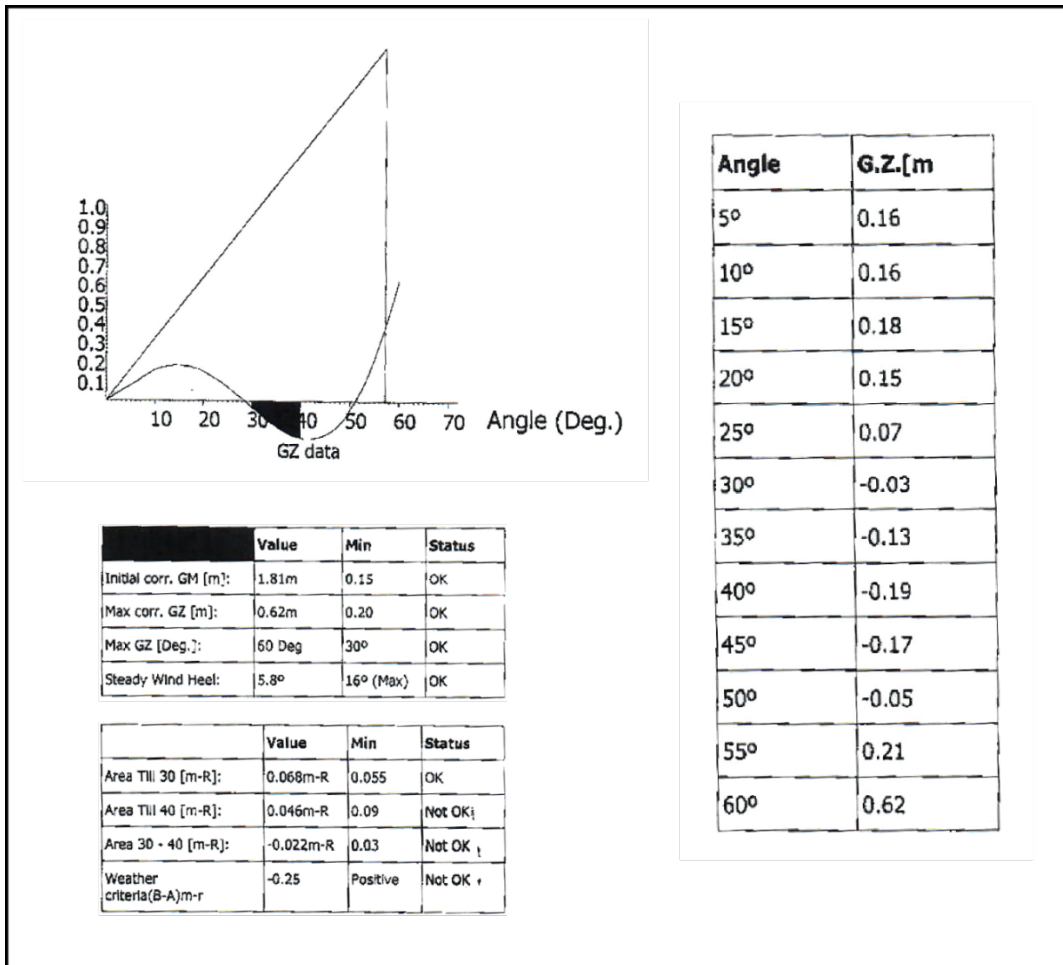 1.0
0.9
0.8
0.7
0.6
0.5
0.4
0.3
0.2
0.1
10 20 30 40 50 60 70 Angle (Deg.)
GZ data
Value Min Status
Initial corr. GM [m]: 1.81m 0.15 OK
Max corr. GZ [m]: 0.62m 0.20 OK
Max GZ [Deg.]: 60 Deg 30º OK
Steady Wind Heel: 5.8º 16º (Max) OK
Value Min Status
Area Till 30 [m-R]: 0.068m-R 0.055 OK
Area Till 40 [m-R]: 0.046m-R 0.09 Not OK
Area 30 - 40 [m-R]: -0.022m-R 0.03 Not OK
Weather
criteria(B-A)m-r -0.25 Positive Not OK
Angle G.Z.[m
5º 0.16
10º 0.16
15º 0.18
20º 0.15
25º 0.07
30º -0.03
35º -0.13
40º -0.19
45º -0.17
50º -0.05
55º 0.21
60º 0.62